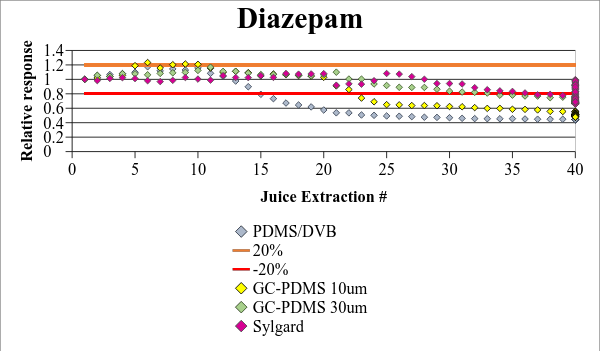 Diazepam
Relative response
1.4
1.2
1
0.8
0.6
0.4
0.2
0
0 5 10 15 20 25 30 35 40
Juice Extraction #
PDMS/DVB
20%
-20%
GC-PDMS 10um
GC-PDMS 30um
Sylgard